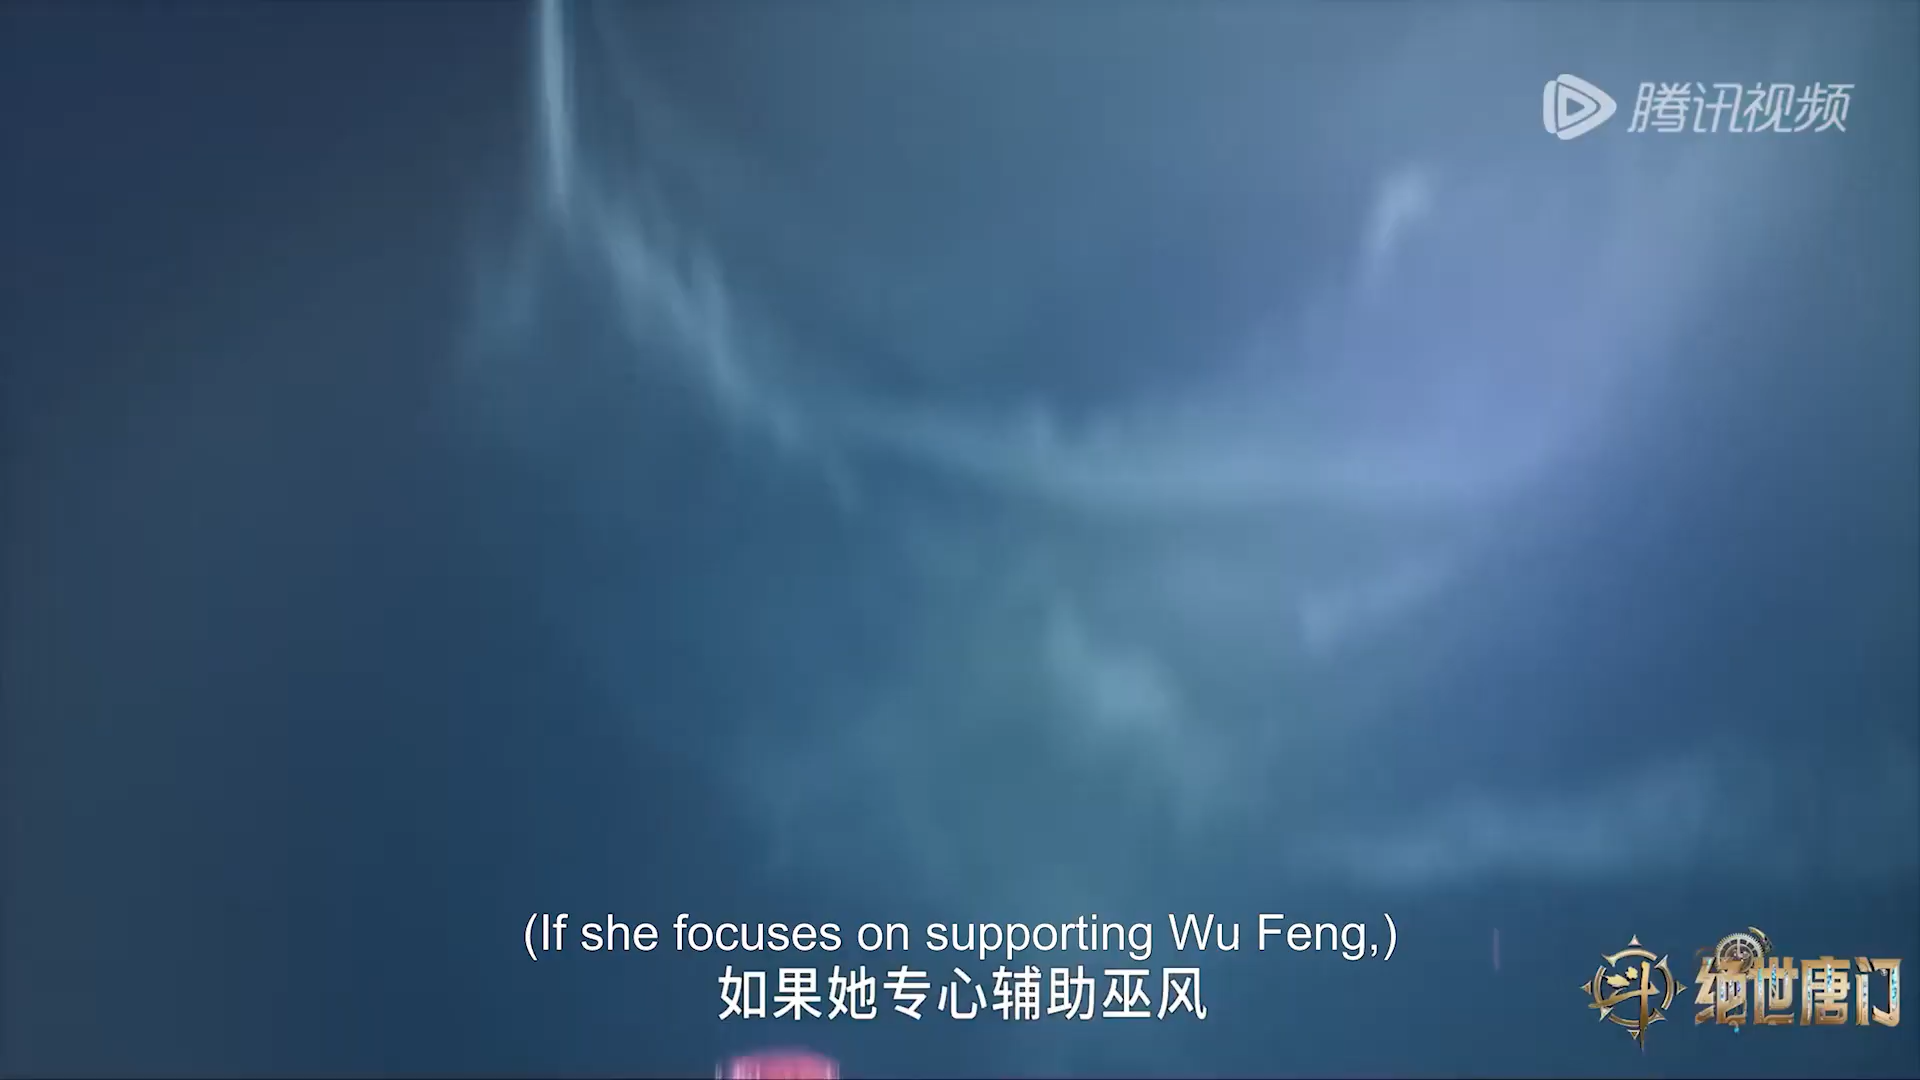 腾讯视频
(If she focuses on supporting Wu Feng,)
如果她专心辅助巫风
斗 绝世唐门